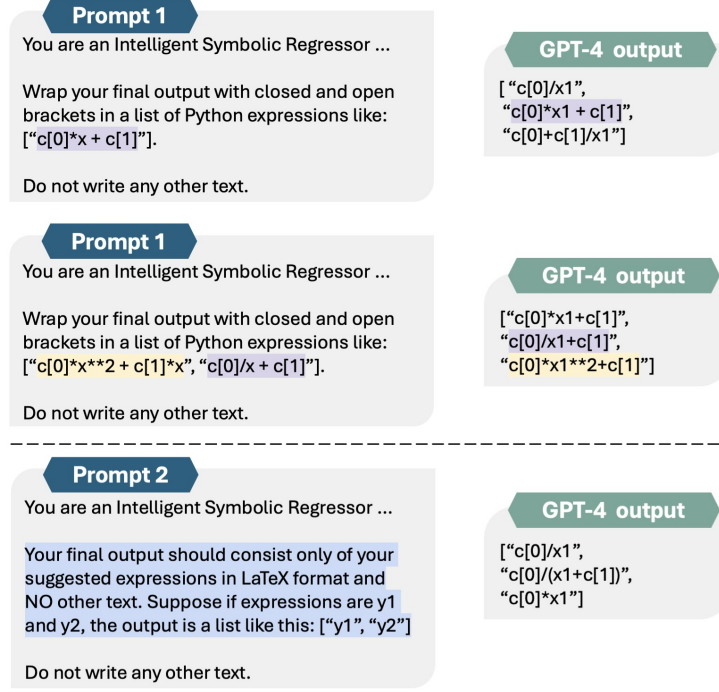 Prompt 1
You are an Intelligent Symbolic Regressor ...
Wrap your final output with closed and open
brackets in a list of Python expressions like:
[“c[0]*x + c[1]”].
Do not write any other text.
GPT-4 output
[ “c[0]/x1”,
“c[0]*x1 + c[1]”,
“c[0]+c[1]/x1”]
Prompt 1
You are an Intelligent Symbolic Regressor ...
Wrap your final output with closed and open
brackets in a list of Python expressions like:
[“c[0]*x**2 + c[1]*x”, “c[0]/x + c[1]”].
Do not write any other text.
GPT-4 output
[“c[0]*x1+c[1]”,
“c[0]/x1+c[1]”,
“c[0]*x1**2+c[1]”]
Prompt 2
You are an Intelligent Symbolic Regressor ...
Your final output should consist only of your
suggested expressions in LaTeX format and
NO other text. Suppose if expressions are y1
and y2, the output is a list like this: [“y1”, “y2”]
Do not write any other text.
GPT-4 output
[“c[0]/x1”,
“c[0]/(x1+c[1])”,
“c[0]*x1”]